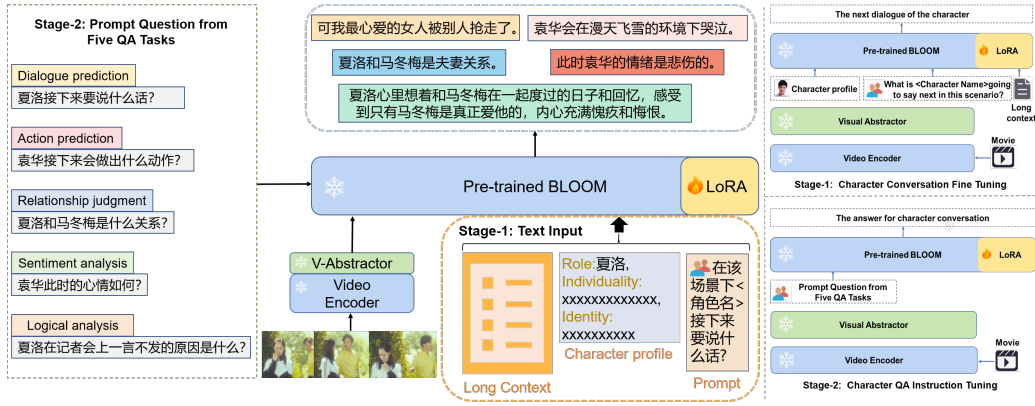 Stage-2: Prompt Question from
Five QA Tasks
Dialogue prediction
夏洛接下来要说什么话?
Action prediction
袁华接下来会做出什么动作?
Relationship judgment
夏洛和马冬梅是什么关系?
Sentiment analysis
袁华此时的心情如何?
Logical analysis
夏洛在记者会上一言不发的原因是什么?
可我最心爱的女人被别人抢走了。
袁华会在漫天飞雪的环境下哭泣。
夏洛和马冬梅是夫妻关系。
此时袁华的情绪是悲伤的。
夏洛心里想着和马冬梅在一起度过的日子和回忆，感受
到只有马冬梅是真正爱他的，内心充满愧疚和悔恨。
Pre-trained BLOOM
LoRA
V-Abstractor
Video
Encoder
Stage-1: Text Input
Role:夏洛,
Individuality:
xxxxxxxxxxxxx,
Identity:
xxxxxxxxxx
Character profile
Long Context
在该
场景下<
角色名>
接下来
要说什
么话?
Prompt
The next dialogue of the character
Pre-trained BLOOM
LoRA
Character profile
What is <Character Name>going
to say next in this scenario?
Long
context
Visual Abstractor
Video Encoder
Movie
Stage-1: Character Conversation Fine Tuning
The answer for character conversation
Pre-trained BLOOM
LoRA
Prompt Question from
Five QA Tasks
Visual Abstractor
Video Encoder
Movie
Stage-2: Character QA Instruction Tuning